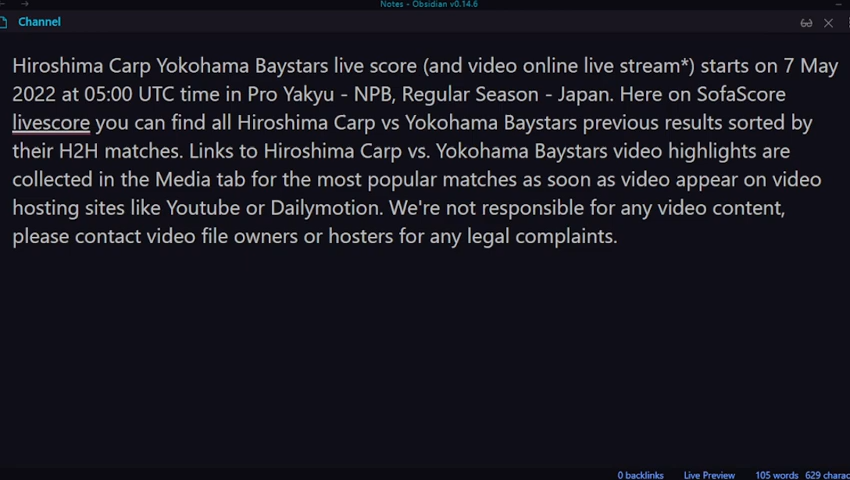 Notes - Obsidian v0.14.6
Channel
Hiroshima Carp Yokohama Baystars live score (and video online live stream*) starts on 7 May
2022 at 05:00 UTC time in Pro Yakyu - NPB, Regular Season - Japan. Here on SofaScore
livescore you can find all Hiroshima Carp vs Yokohama Baystars previous results sorted by
their H2H matches. Links to Hiroshima Carp vs. Yokohama Baystars video highlights are
collected in the Media tab for the most popular matches as soon as video appear on video
hosting sites like Youtube or Dailymotion. We're not responsible for any video content,
please contact video file owners or hosters for any legal complaints.
0 backlinks Live Preview 105 words 629 charac